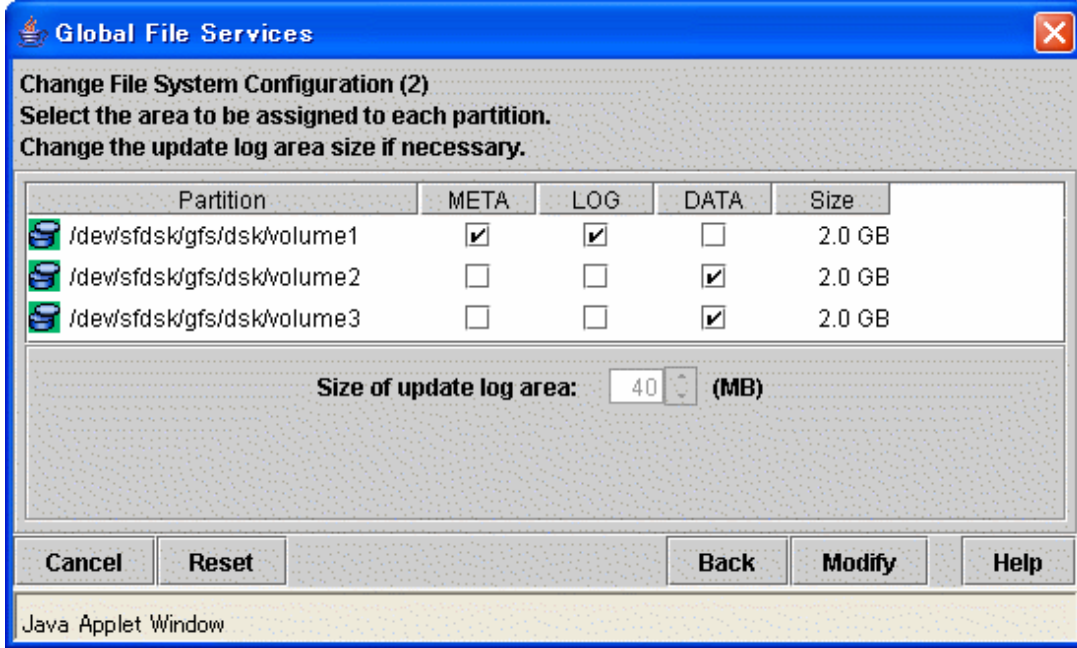 Global File Services
Change File System Configuration (2)
Select the area to be assigned to each partition.
Change the update log area size if necessary.
Partition META LOG DATA Size
/dev/sfdsk/gfs/dsk/volume1 2.0 GB
/dev/sfdsk/gfs/dsk/volume2 2.0 GB
/dev/sfdsk/gfs/dsk/volume3 2.0 GB
Size of update log area: 40 (MB)
Cancel Reset Back Modify Help
Java Applet Window